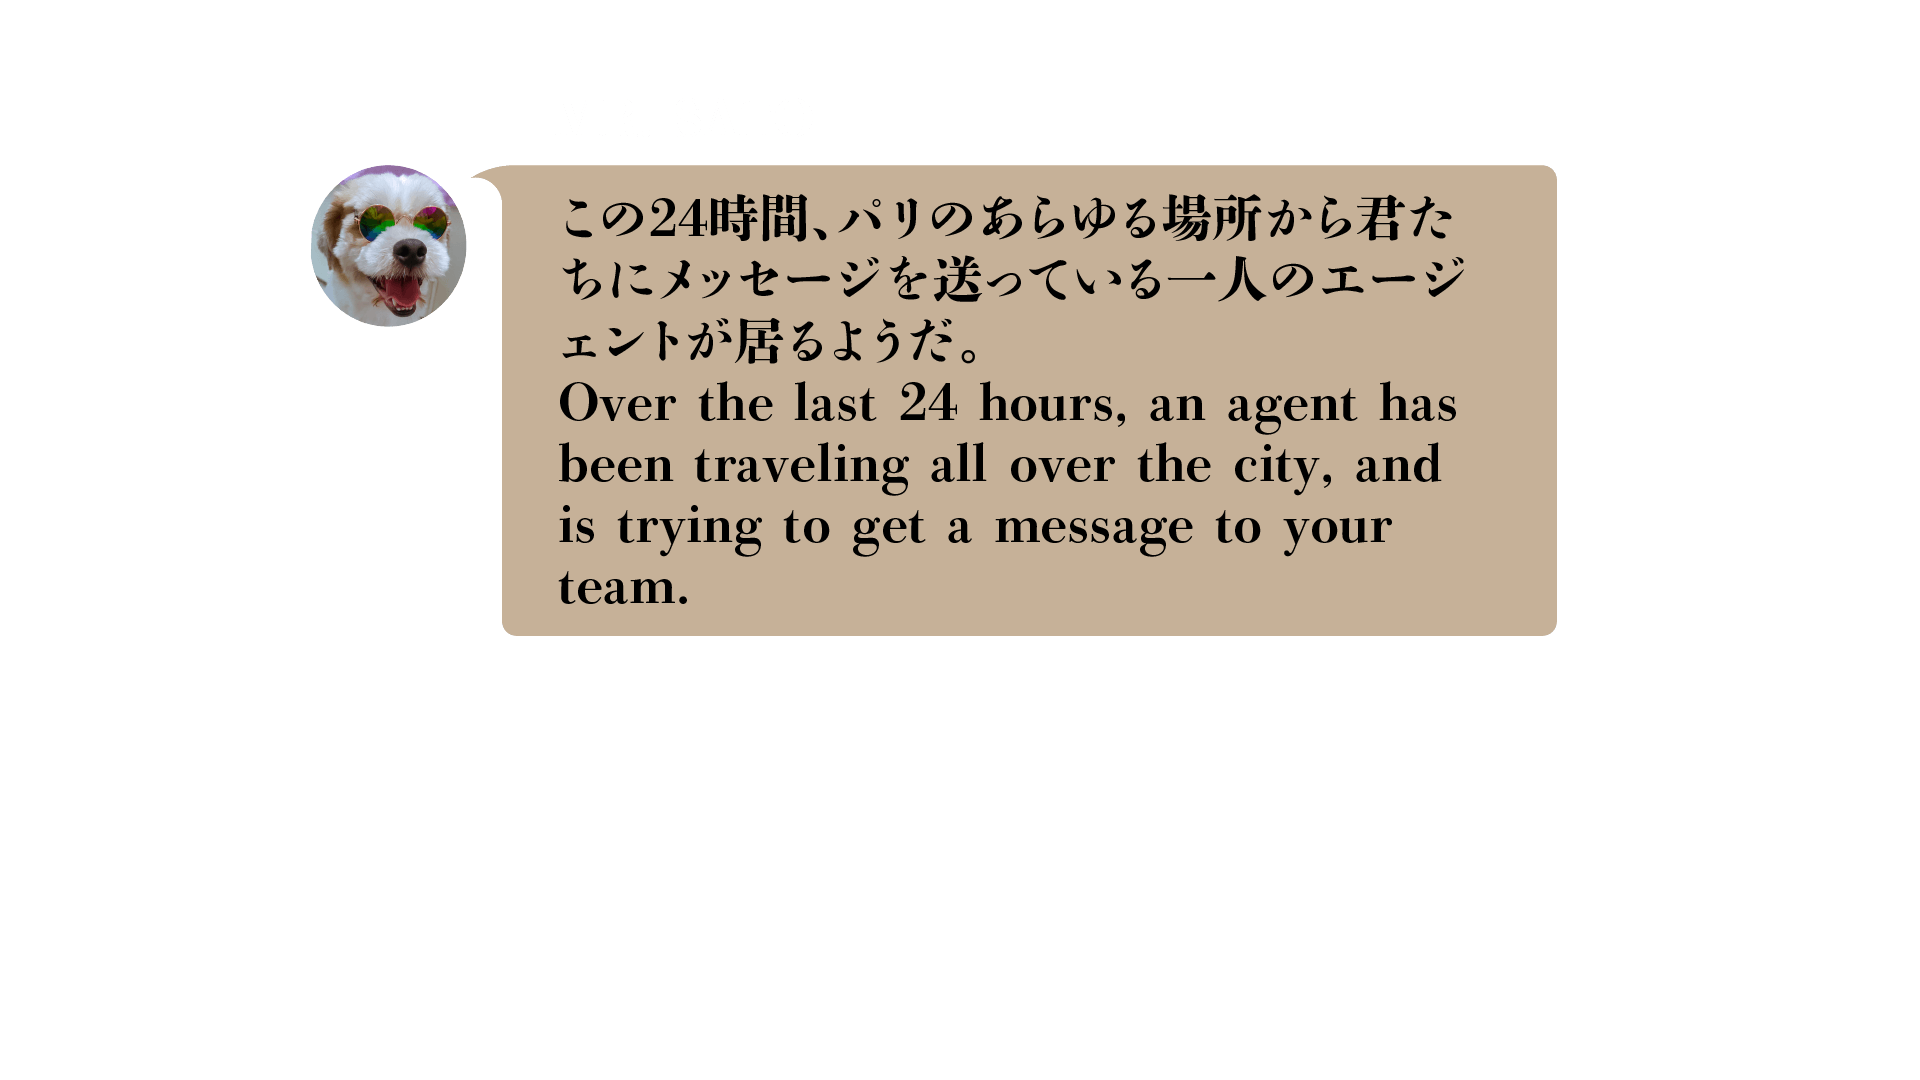 この24時間、パリのあらゆる場所から君た
ちにメッセージを送っている一人のエージ
ェントが居るようだ。
Over the last 24 hours, an agent has
been traveling all over the city, and
is trying to get a message to your
team.